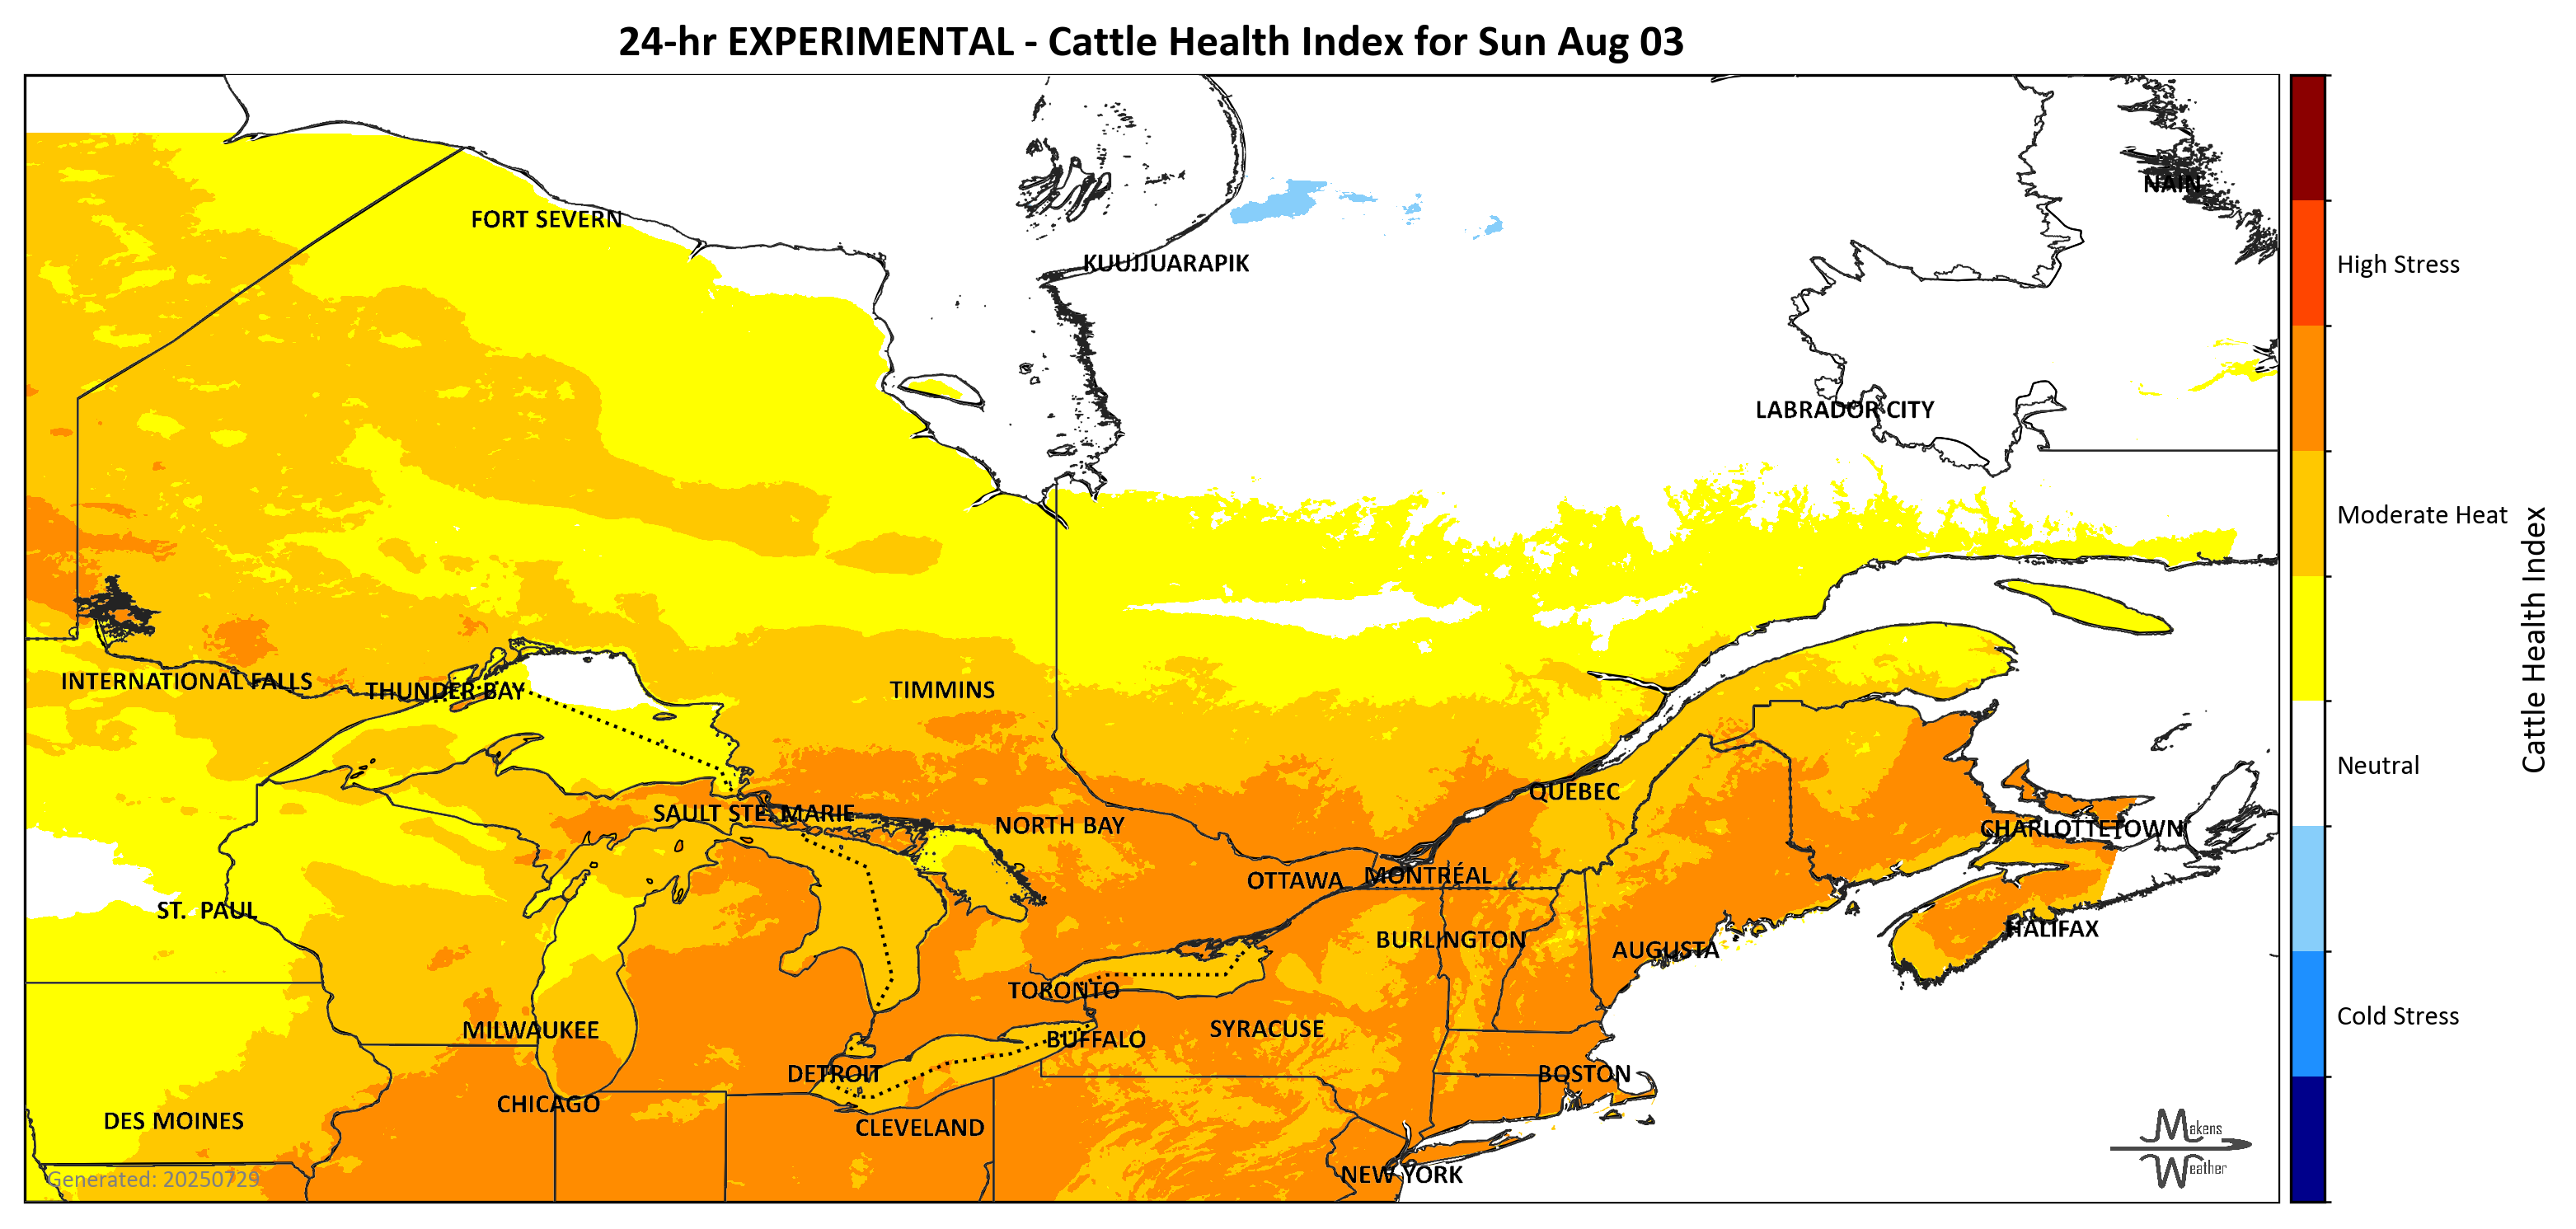 24-hr EXPERIMENTAL - Cattle Health Index for Sun Aug 03
NAIN
FORT SEVERN
KUUJJUARAPIK
High Stress
LABRADOR CITY
Moderate Heat
INTERNATIONAL FALLS
THUNDER BAY
TIMMINS
Cattle Health Index
Neutral
QUEBEC
SAULT STE. MARIE
NORTH BAY
CHARLOTTETOWN
OTTAWA
MONTRÉAL
ST. PAUL
HALIFAX
BURLINGTON
AUGUSTA
TORONTO
Cold Stress
MILWAUKEE
SYRACUSE
BUFFALO
DETROIT
BOSTON
CHICAGO
DES MOINES
CLEVELAND
Makens
Weather
NEW YORK
Generated: 20250729